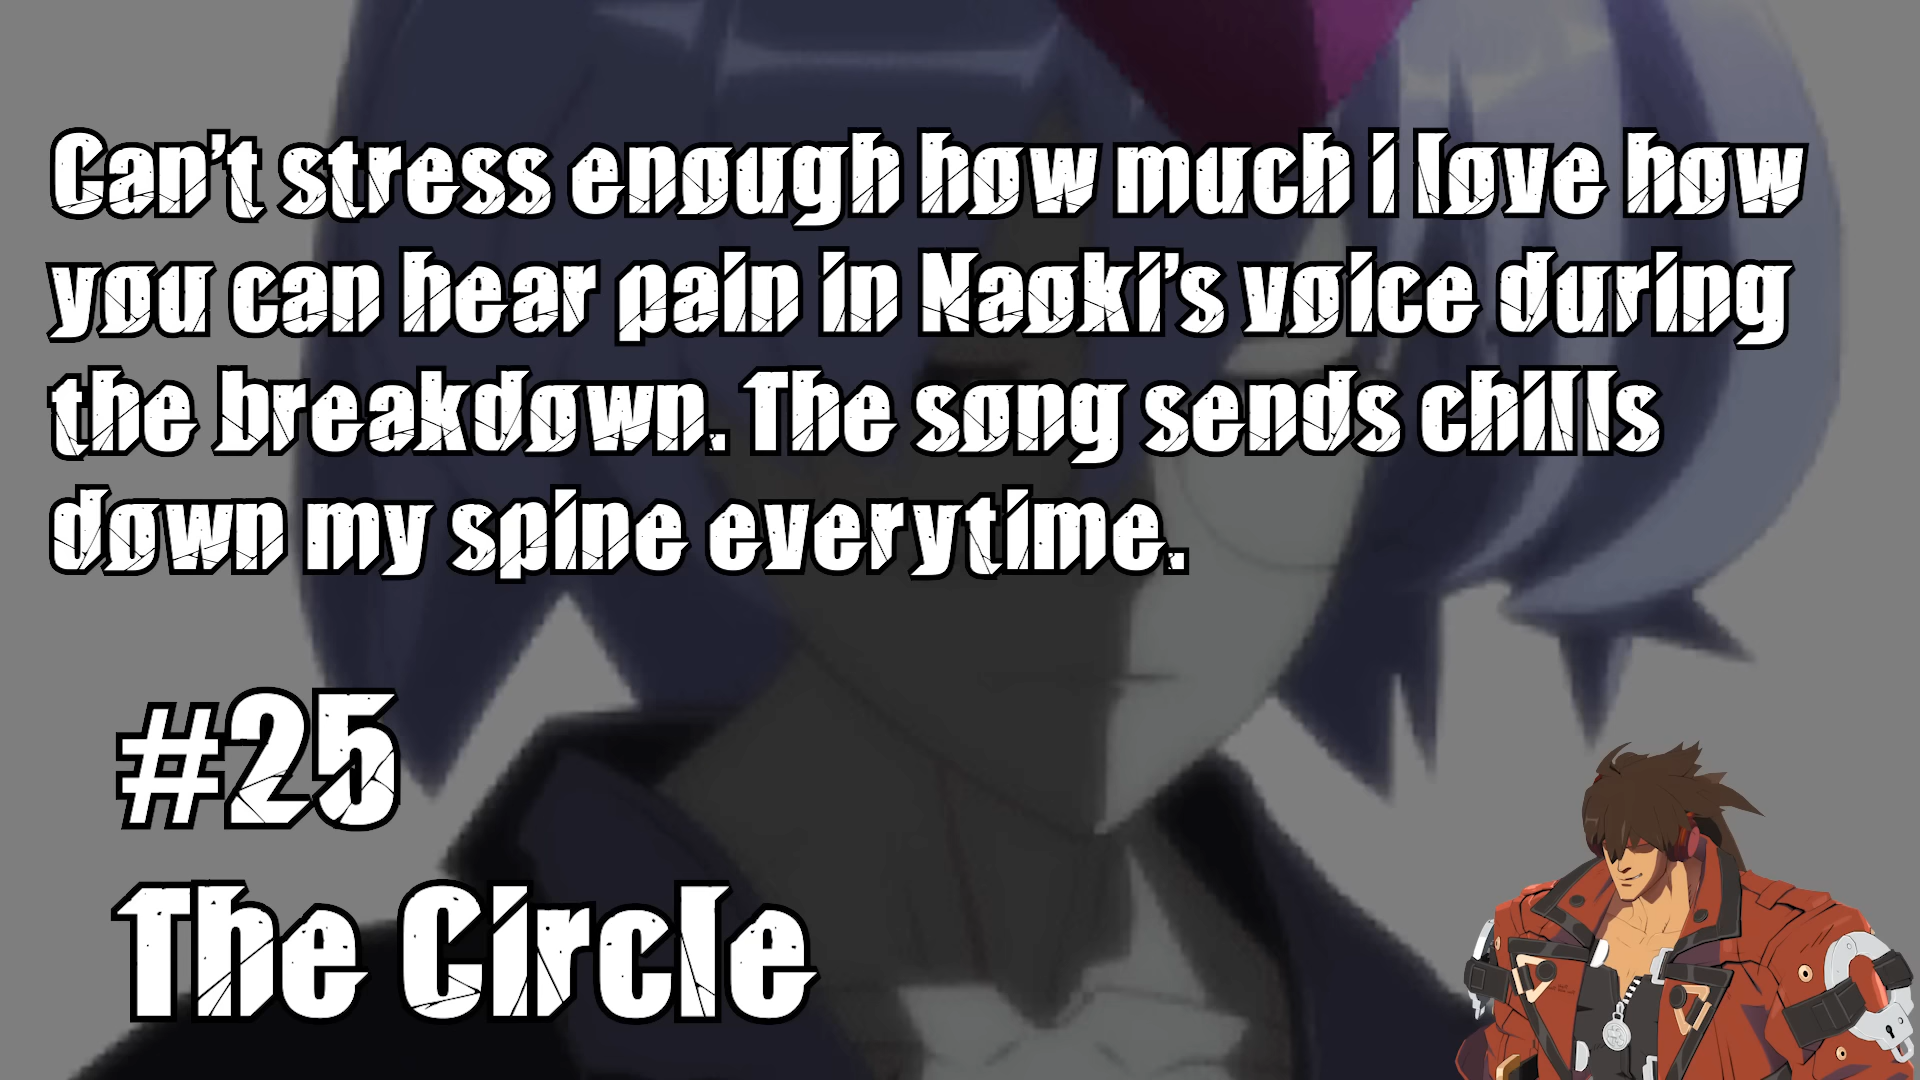 Can't stress enough how much i love how
you can hear pain in Naoki's voice during
the breakdown. The song sends chills
down my spine everytime.
#25
The Circle